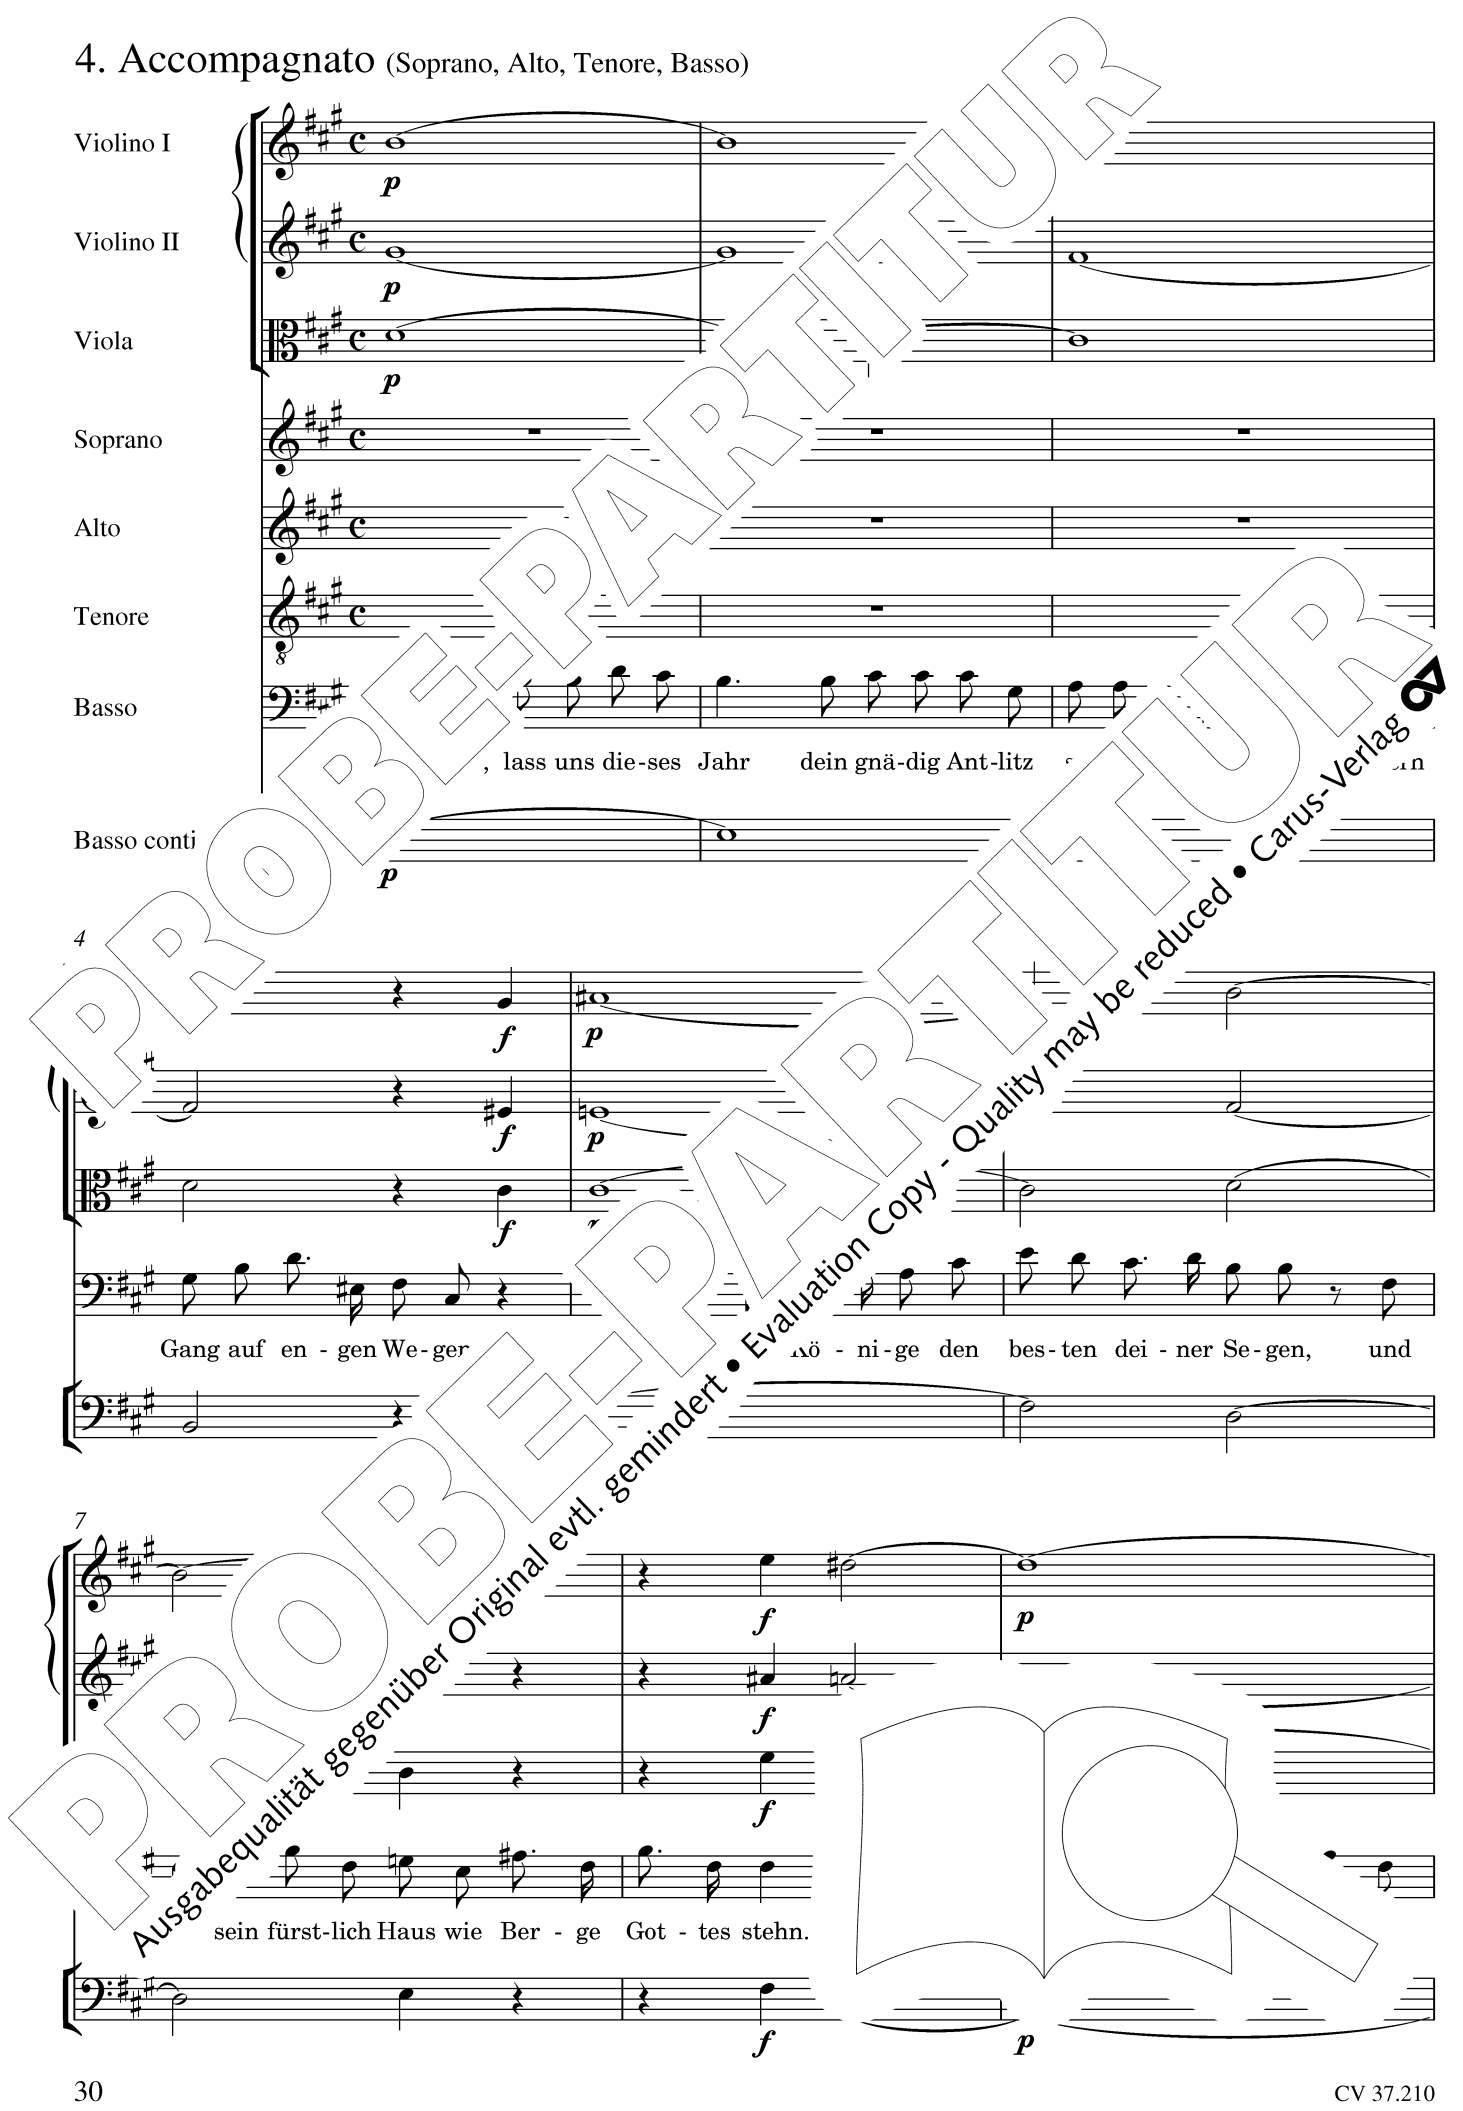 4. Accompagnato (Soprano, Alto, Tenore, Basso)
Violino I
p
Violino II
p
Viola
p
Soprano
Alto
Tenore
8
Basso
, lass uns die-ses Jahr dein gnä-dig Ant-litz
Basso conti
p
4
f
p
f
p
f
Gang auf en - gen We - ni - ge den bes - ten dei - ner Se - gen, und
7
f
p
f
f
sein fürst-lich Haus wie Ber - ge Got - tes stehn.
f
p
PROBE-PARTITUR
PROBE-PARTITUR
Ausgabequalität gegenüber Original evtl. gemindert • Evaluation Copy - Quality may be reduced • Carus-Verlag
30
CV 37.210